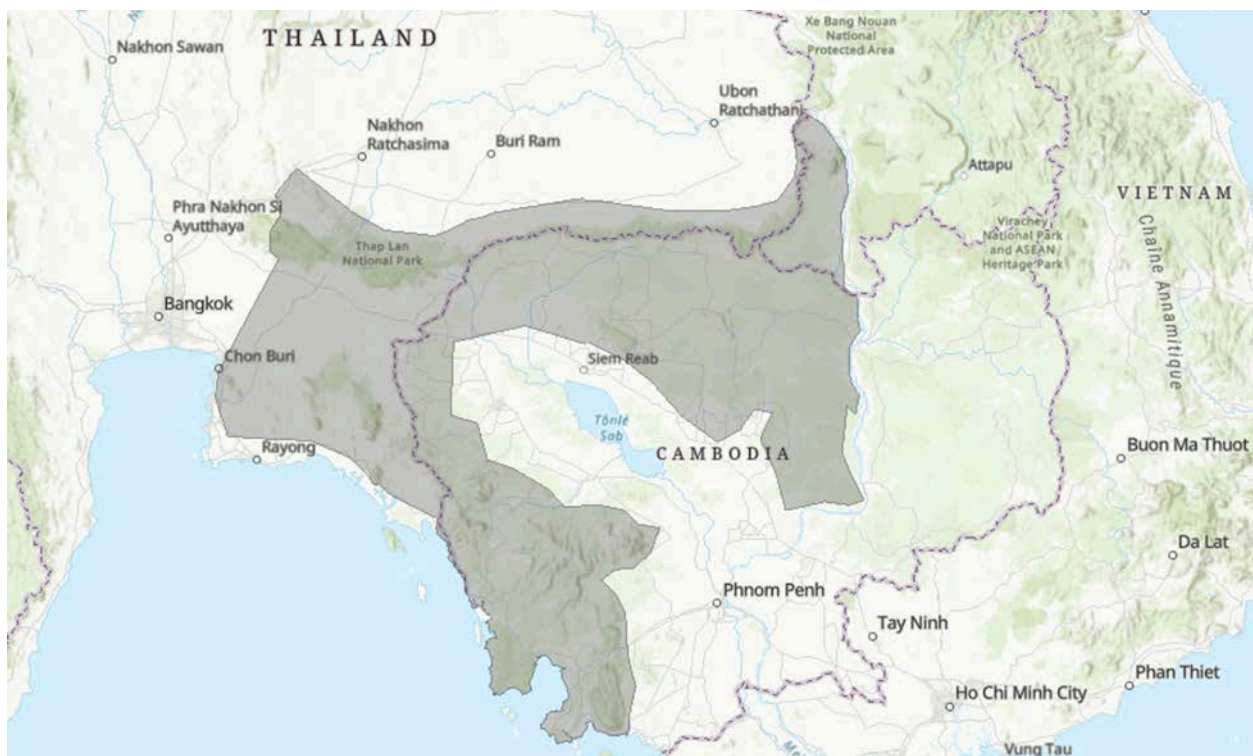 THAILAND
Nakhon Sawan
Xe Bang Nouan
National
Protected Area
Ubon
Ratchathani
Nakhon
Ratchasima
Buri Ram
Attapu
VIETNAM
Phra Nakhon Si
Ayutthaya
Thap Lan
National Park
Virachey
National Park
and ASEAN
Heritage Park
Chaîne Annamitique
Bangkok
Chon Buri
Siem Reab
Tônlé
Sab
CAMBODIA
Rayong
Buon Ma Thuot
Da Lat
Phnom Penh
Tay Ninh
Phan Thiet
Ho Chi Minh City
Vung Tau